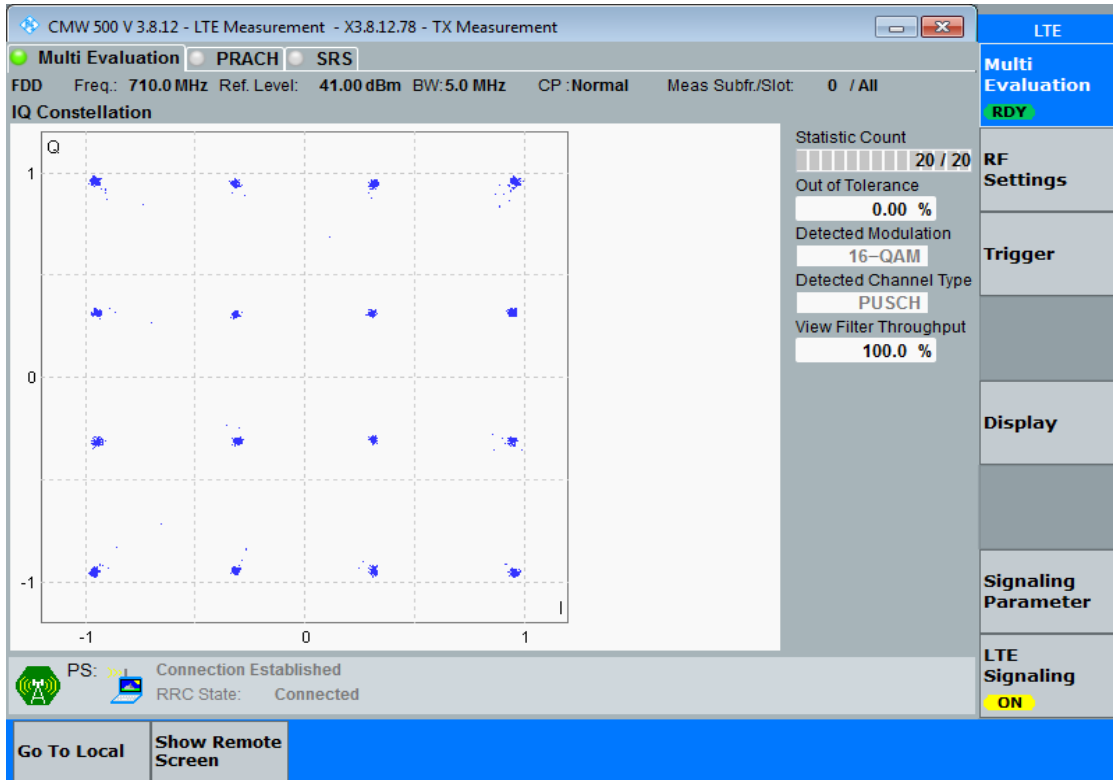 CMW 500 V 3.8.12 - LTE Measurement - X3.8.12.78 - TX Measurement
LTE
Multi Evaluation PRACH SRS
FDD Freq.: 710.0 MHz Ref. Level: 41.00 dBm BW: 5.0 MHz CP : Normal Meas Subfr./Slot: 0 / All
IQ Constellation
Q
1
0
-1
I
-1 0 1
Statistic Count
20 / 20
Out of Tolerance
0.00 %
Detected Modulation
16-QAM
Detected Channel Type
PUSCH
View Filter Throughput
100.0 %
Multi
Evaluation
RDY
RF
Settings
Trigger
Display
Signaling
Parameter
LTE
Signaling
ON
PS: Connection Established
RRC State: Connected
Go To Local
Show Remote
Screen